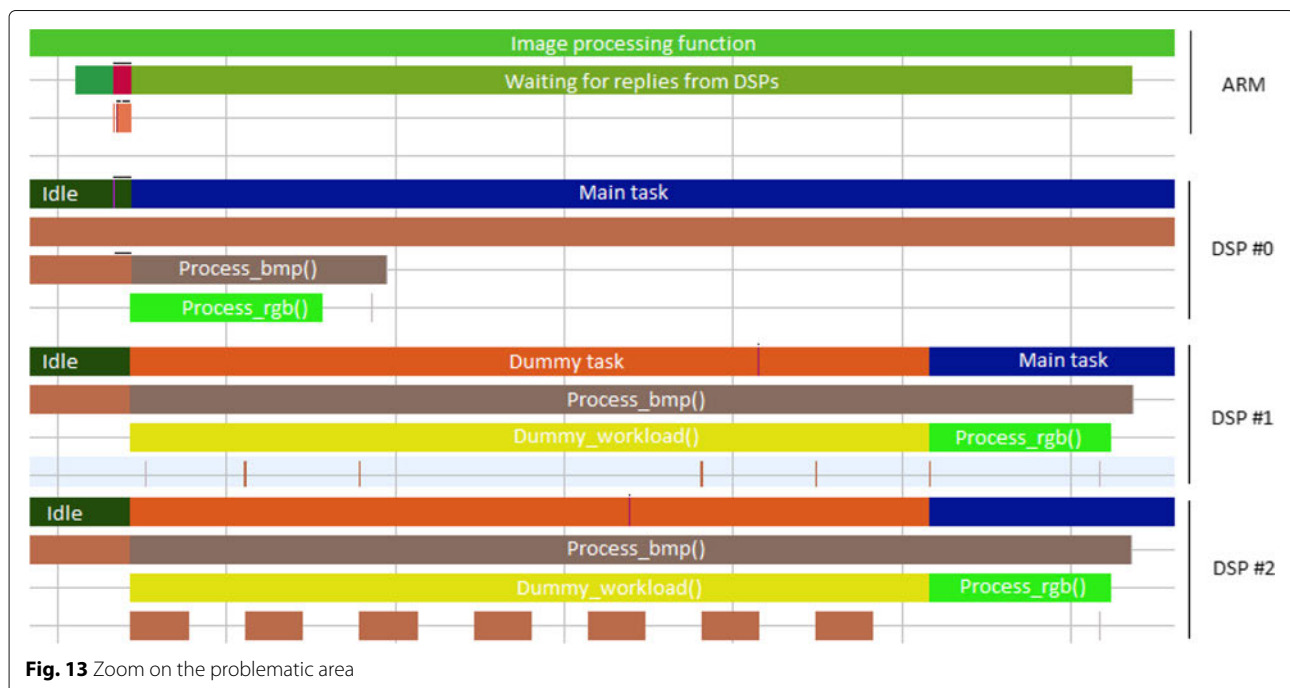 Image processing function
Waiting for replies from DSPs
ARM
Idle
Main task
Process_bmp()
Process_rgb()
DSP #0
Idle
Dummy task
Main task
Process_bmp()
Dummy_workload()
Process_rgb()
DSP #1
Idle
Process_bmp()
Dummy_workload()
Process_rgb()
DSP #2
Fig. 13 Zoom on the problematic area